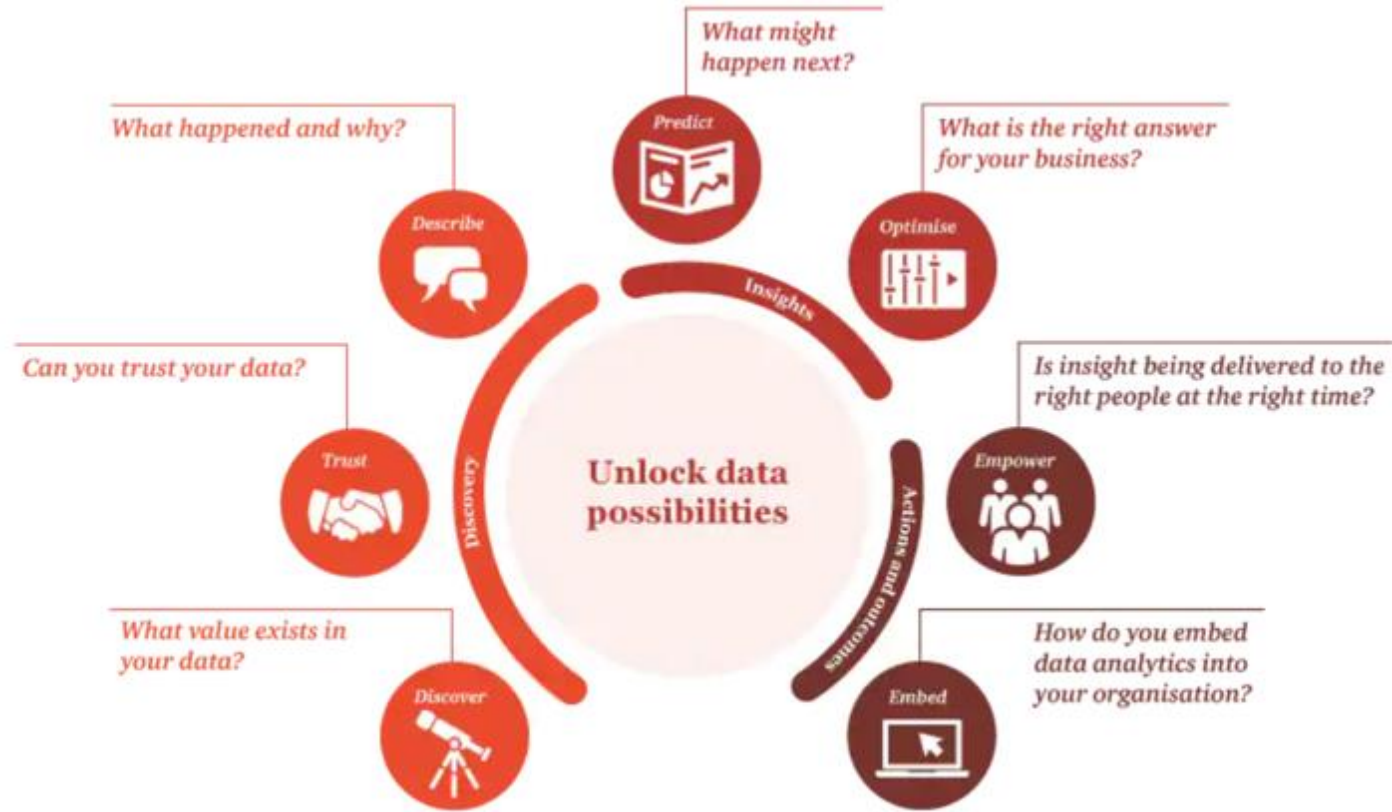 What might
happen next?
Predict
What happened and why?
Describe
What is the right answer
for your business?
Optimise
Insights
Can you trust your data?
Trust
Discovery
Unlock data
possibilities
Is insight being delivered to the
right people at the right time?
Empower
Actions and outcomes
What value exists in
your data?
Discover
How do you embed
data analytics into
your organisation?
Embed